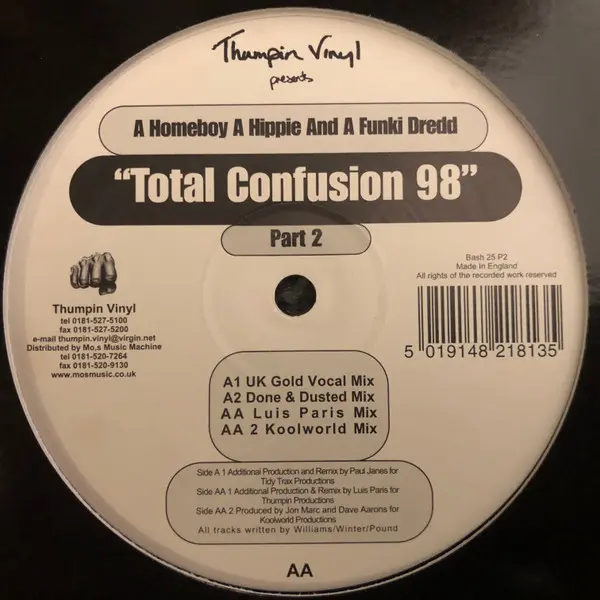 Thumpin Vinyl
presents
A Homeboy A Hippie And A Funki Dredd
“Total Confusion 98”
Part 2
Thumpin Vinyl
tel 0181-527-5100
fax 0181-527-5200
e-mail thumpin.vinyl@virgin.net
Distributed by Mo,s Music Machine
tel 0181-520-7264
fax 0181-520-9130
www.mosmusic.co.uk
Bash 25 P2
Made In England
All rights of the recorded work reserved
5 019148 218135
A1 UK Gold Vocal Mix
A2 Done & Dusted Mix
AA Luis Paris Mix
AA 2 Koolworld Mix
Side A 1 Additional Production and Remix by Paul Janes for
Tidy Trax Productions
Side AA 1 Additional Production & Remix by Luis Paris for
Thumpin Productions
Side AA 2 Produced by Jon Marc and Dave Aarons for
Koolworld Productions
All tracks written by Williams/Winter/Pound
AA